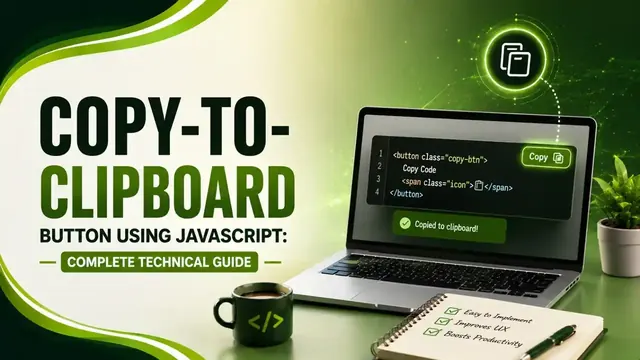 COPY-TO-
CLIPBOARD
BUTTON USING JAVASCRIPT:
COMPLETE TECHNICAL GUIDE
1 <button class="copy-btn">
2 Copy Code
3 <span class="icon"></span>
4 </button>
Copy
Copied to clipboard!
</>
Easy to Implement
Improves UX
Boosts Productivity